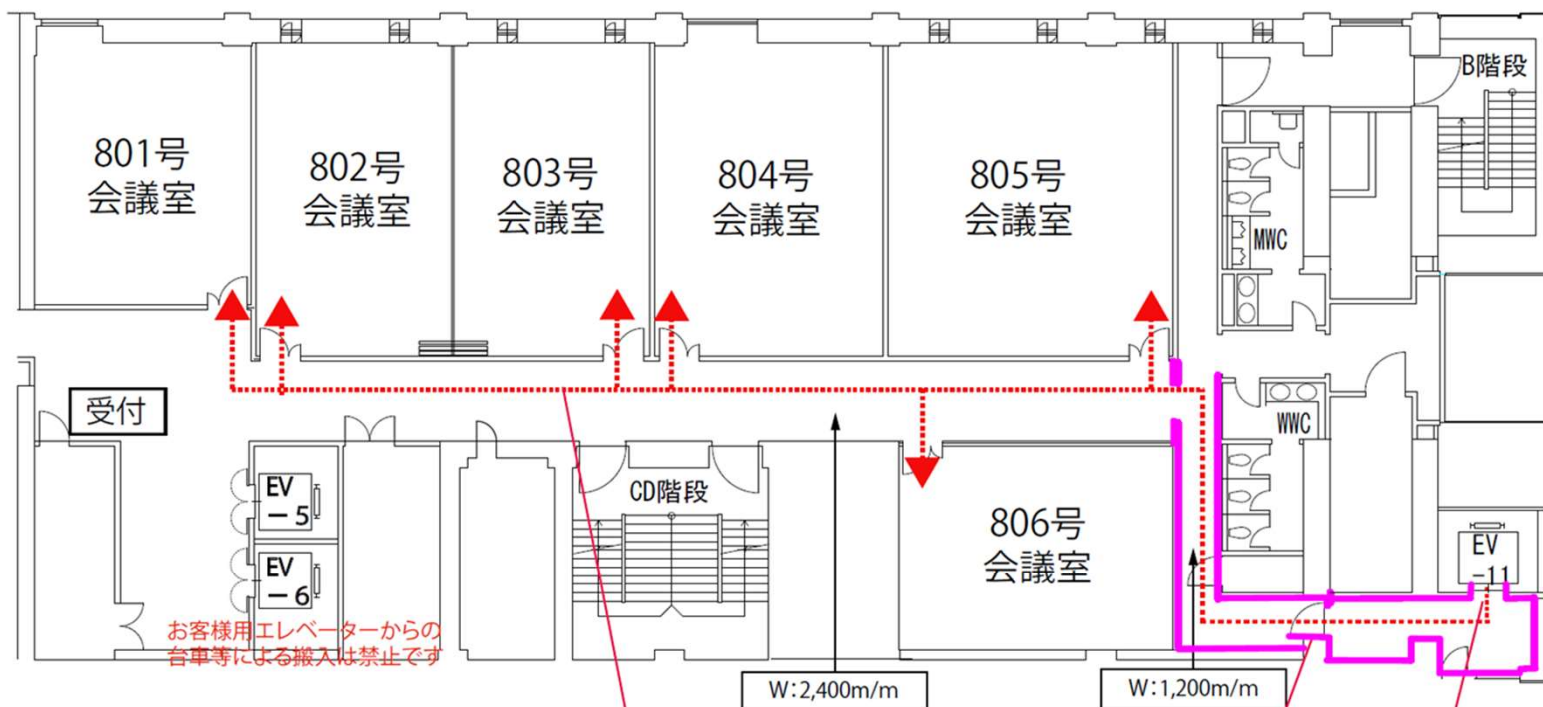 B階段
801号
会議室
802号
会議室
803号
会議室
804号
会議室
805号
会議室
MWC
受付
WWC
EV
－5
CD階段
806号
会議室
EV
-11
EV
－6
お客様用エレベーターからの
台車等による搬入は禁止です
W:2,400m/m
W:1,200m/m